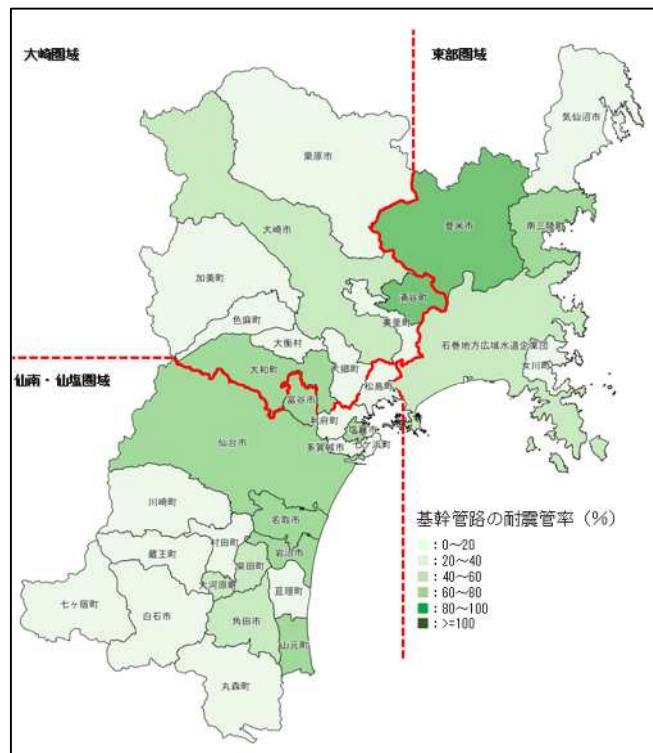 大崎圏域
東部圏域
気仙沼市
栗原市
登米市
南三陸町
大崎市
加美町
涌谷町
色麻町
美里町
大衡村
石巻地方広域水道企業団
女川町
大郷町
大和町
松島町
仙南・仙塩圏域
富谷市
利府町
塩竈市
仙台市
多賀城市
七ヶ浜町
川崎町
基幹管路の耐震管率（％）
名取市
：0～20
村田町
：20～40
岩沼市
蔵王町
柴田町
：40～60
大河原町
：60～80
亘理町
七ヶ宿町
：80～100
白石市
角田市
：>=100
山元町
丸森町